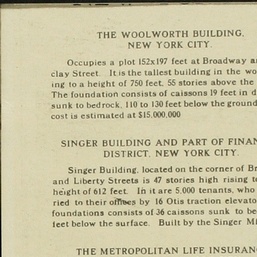 THE WOOLWORTH BUILDING,
NEW YORK CITY.
Occupies a plot 152x197 feet at Broadway a
clay Street. It is the tallest building in the wo
ing to a height of 750 feet, 55 stories above the
The foundation consists of caissons 19 feet in d
sunk to bedrock, 110 to 130 feet below the ground
cost is estimated at $15,000,000
SINGER BUILDING AND PART OF FINAN
DISTRICT, NEW YORK CITY.
Singer Building, located on the corner of Br
and Liberty Streets is 47 stories high rising to
height of 612 feet. In it are 5,000 tenants, who
ried to their offices by 16 Otis traction elevato
foundations consists of 36 caissons sunk to be
feet below the surface. Built by the Singer M
THE METROPOLITAN LIFE INSURAN